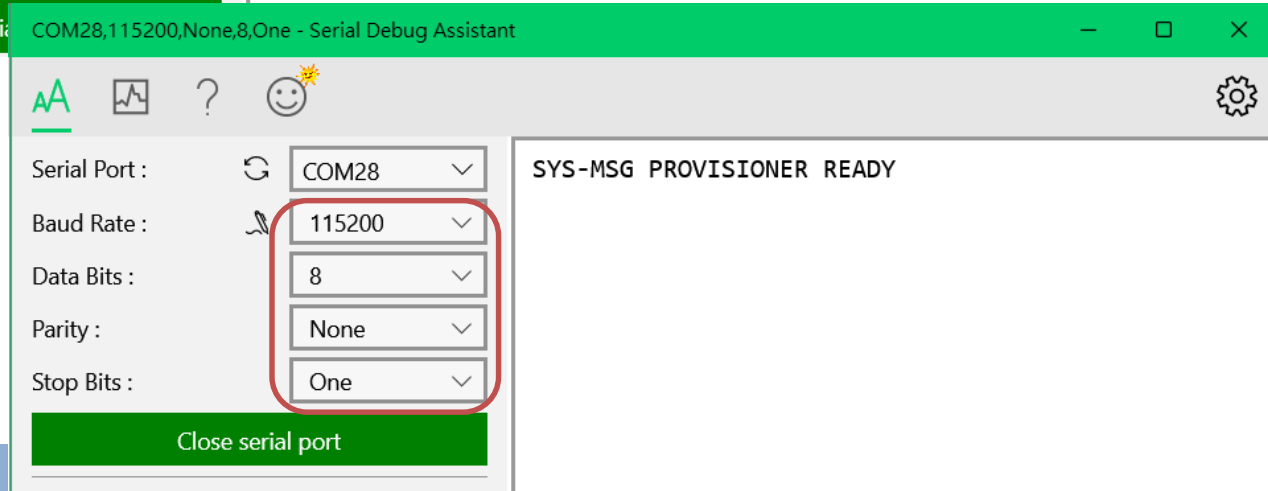 COM28,115200,None,8,One - Serial Debug Assistant
AA
?
Serial Port : COM28
Baud Rate : 115200
Data Bits : 8
Parity : None
Stop Bits : One
Close serial port
SYS-MSG PROVISIONER READY